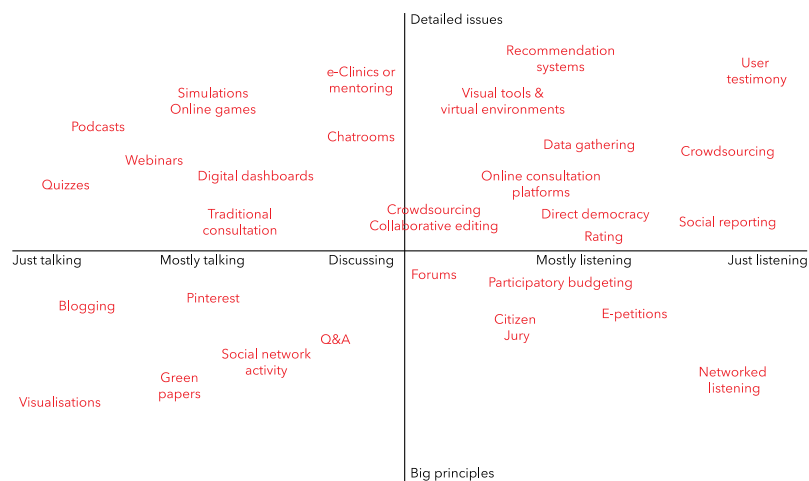 Detailed issues
Recommendation
systems
User
testimony
e-Clinics or
mentoring
Simulations
Online games
Visual tools &
virtual environments
Podcasts
Chatrooms
Data gathering
Crowdsourcing
Webinars
Quizzes
Digital dashboards
Online consultation
platforms
Traditional
consultation
Crowdsourcing
Collaborative editing
Direct democracy
Rating
Social reporting
Just talking
Mostly talking
Discussing
Mostly listening
Just listening
Forums
Participatory budgeting
Blogging
Pinterest
Citizen
Jury
E-petitions
Q&A
Social network
activity
Green
papers
Networked
listening
Visualisations
Big principles